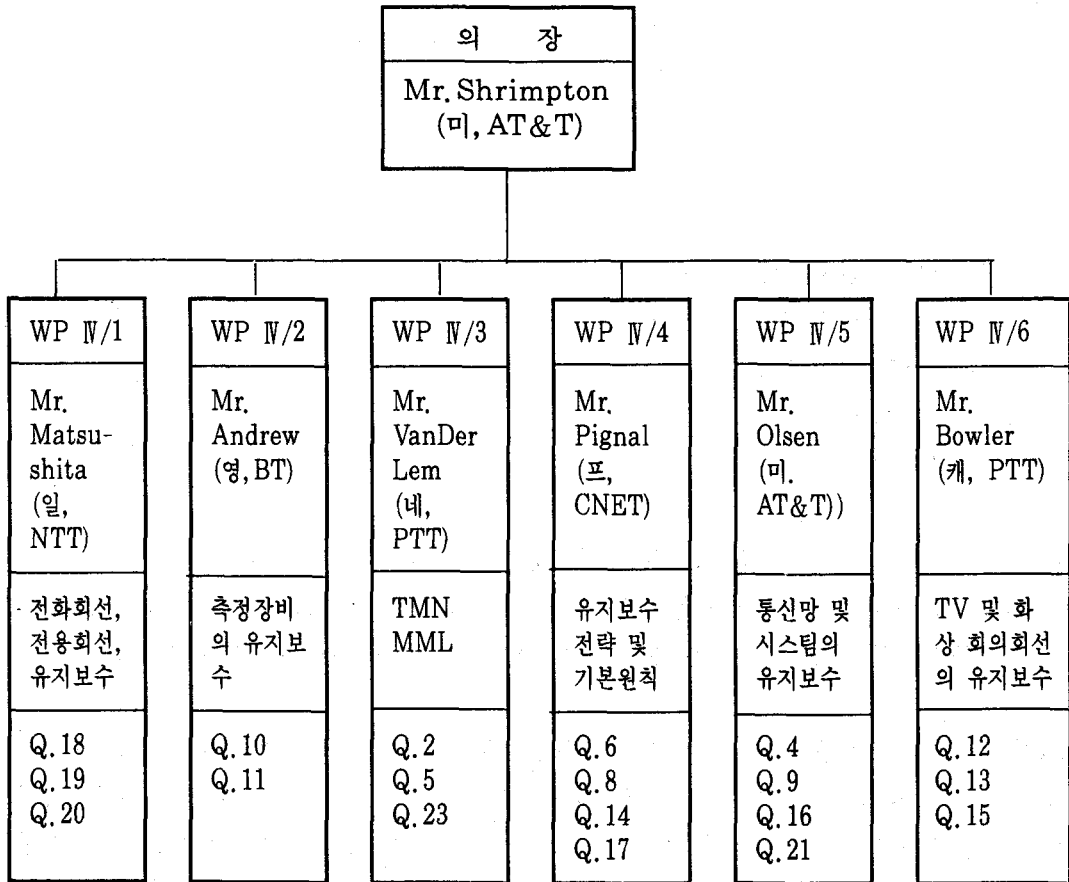 의 장
Mr. Shrimpton
(미, AT&T)
WP Ⅳ/1
Mr.
Matsu-
shita
(일,
NTT)
전화회선,
전용회선,
유지보수
Q. 18
Q. 19
Q. 20
WP Ⅳ/2
Mr.
Andrew
(영, BT)
측정장비
의 유지보
수
Q. 10
Q. 11
WP Ⅳ/3
Mr.
VanDer
Lem
(네,
PTT)
TMN
MML
Q. 2
Q. 5
Q. 23
WP Ⅳ/4
Mr.
Pignal
(프,
CNET)
유지보수
전략 및
기본원칙
Q. 6
Q. 8
Q. 14
Q. 17
WP Ⅳ/5
Mr.
Olsen
(미.
AT&T))
통신망 및
시스팀의
유지보수
Q. 4
Q. 9
Q. 16
Q. 21
WP Ⅳ/6
Mr.
Bowler
(캐, PTT)
TV 및 화
상 회의회선
의 유지보수
Q. 12
Q. 13
Q. 15